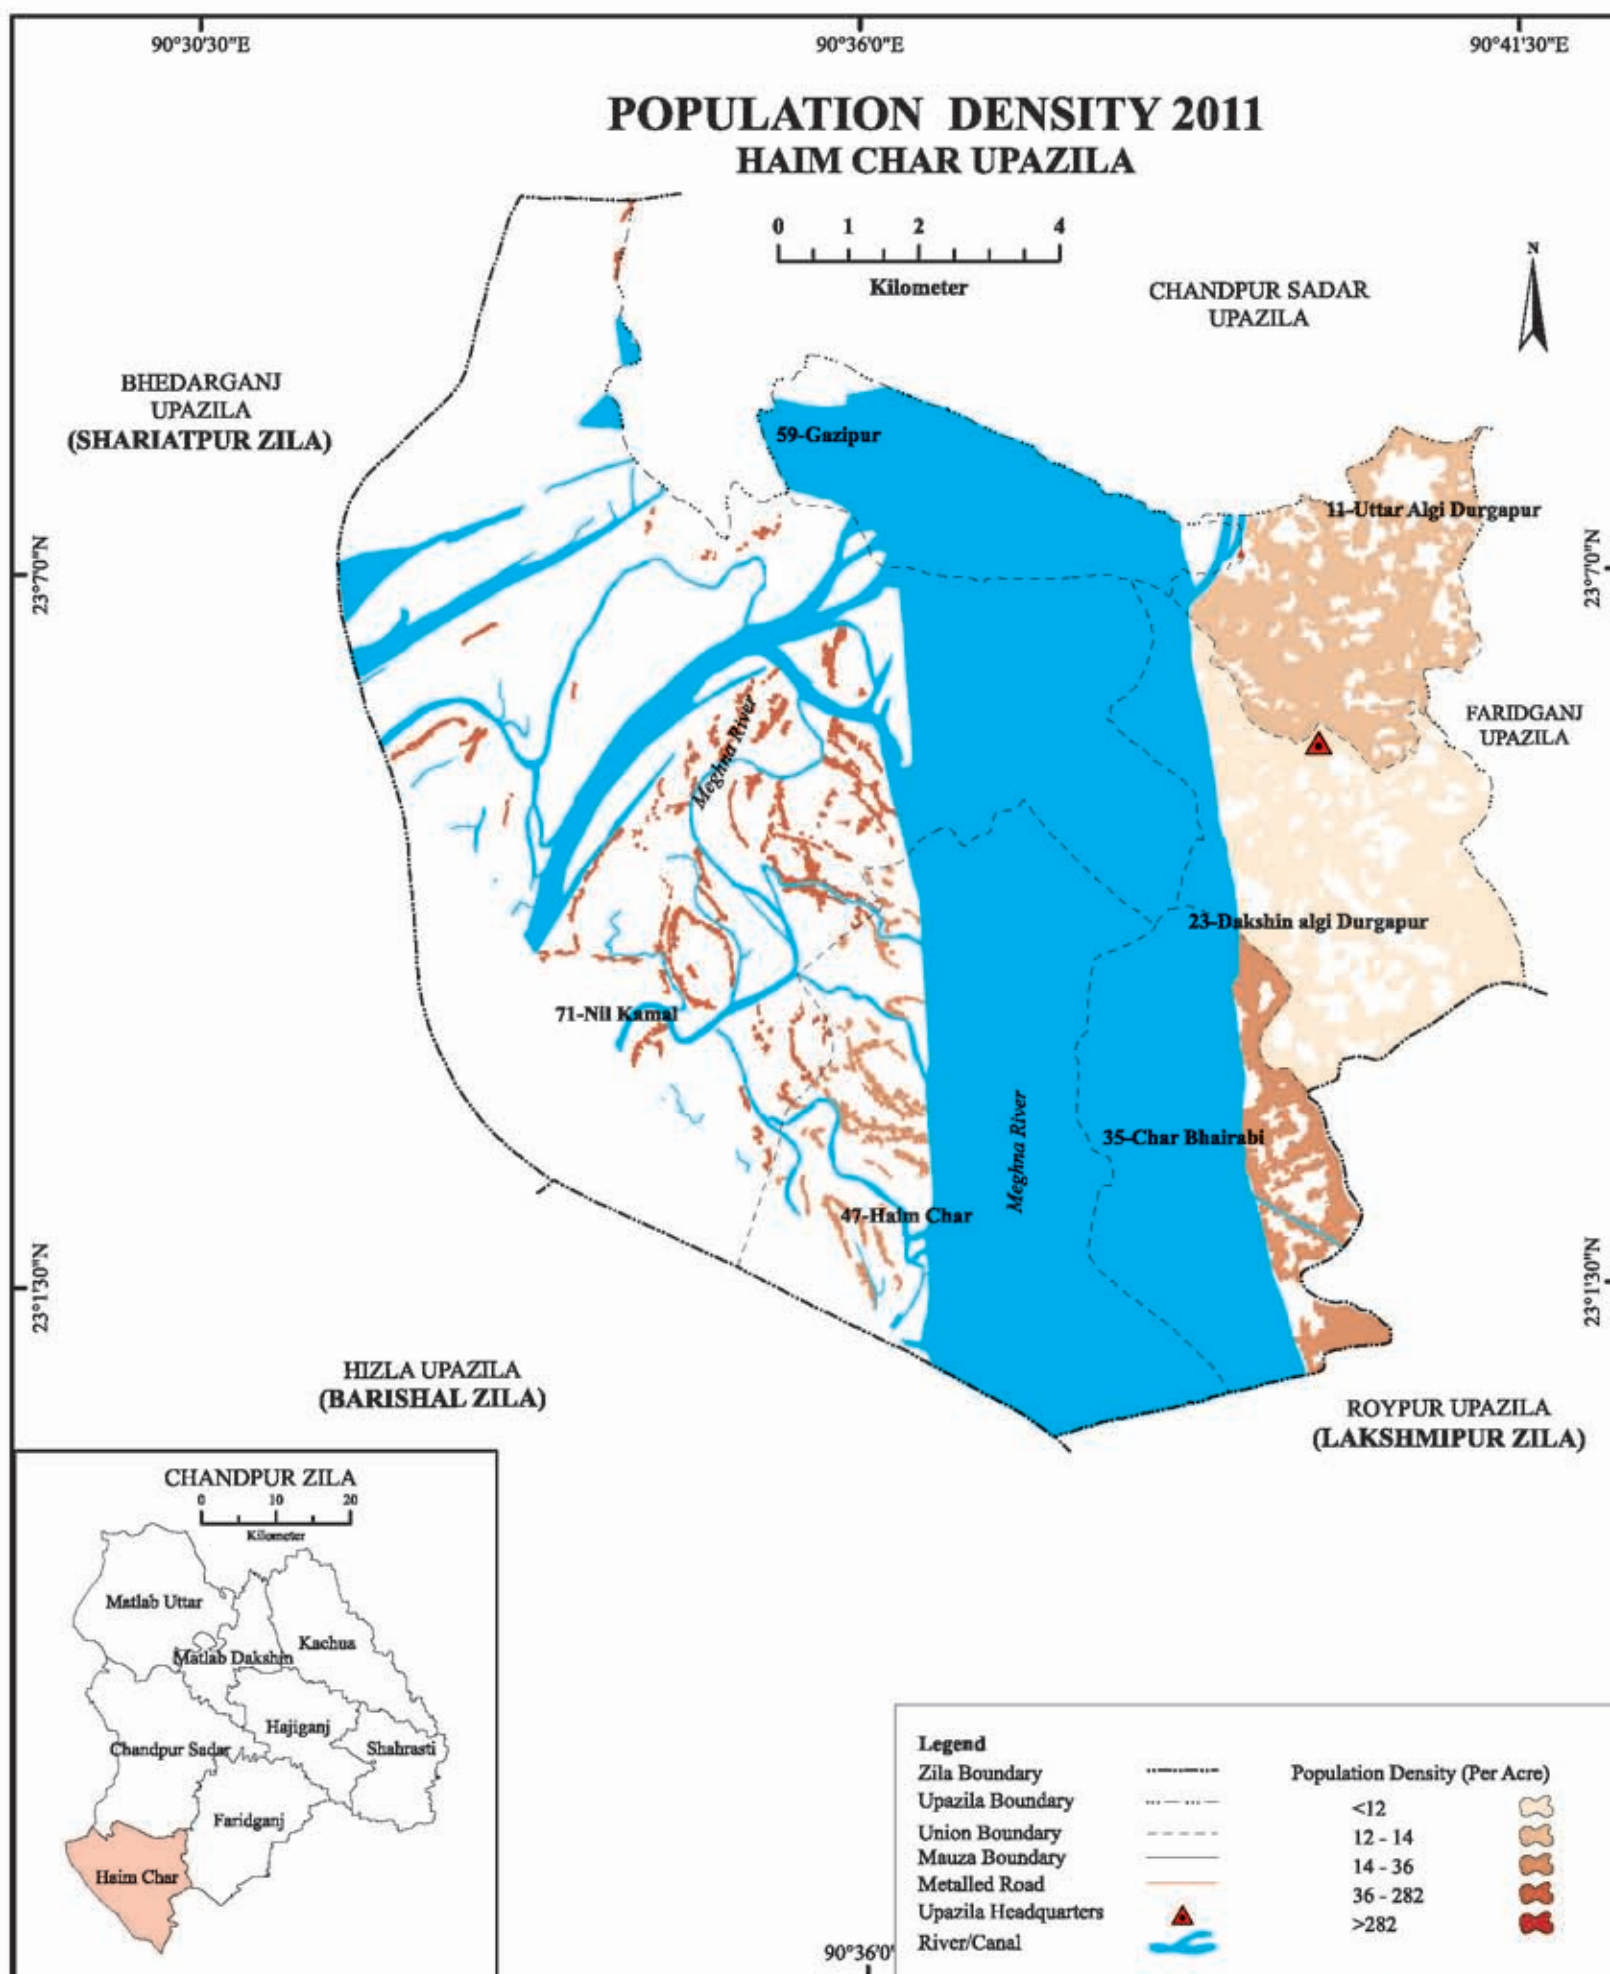 90°30'30"E
90°36'0"E
90°41'30"E
POPULATION DENSITY 2011
HAIM CHAR UPAZILA
0 1 2 4
Kilometer
N
CHANDPUR SADAR
UPAZILA
BHEDARGANJ
UPAZILA
(SHARIATPUR ZILA)
59-Gazipur
11-Uttar Algi Durgapur
23°7'0"N
23°7'0"N
FARIDGANJ
UPAZILA
Meghna River
23-Dakshin algi Durgapur
71-Nil Kamal
Meghna River
35-Char Bhairabi
47-Haim Char
23°1'30"N
23°1'30"N
HIZLA UPAZILA
(BARISHAL ZILA)
ROYPUR UPAZILA
(LAKSHMIPUR ZILA)
CHANDPUR ZILA
0 10 20
Kilometer
Matlab Uttar
Kachua
Matlab Dakshin
Hajiganj
Chandpur Sadar
Shahrasti
Faridganj
Haim Char
Legend
Zila Boundary
Upazila Boundary
Union Boundary
Mauza Boundary
Metalled Road
Upazila Headquarters
River/Canal
Population Density (Per Acre)
<12
12 - 14
14 - 36
36 - 282
>282
90°36'0'